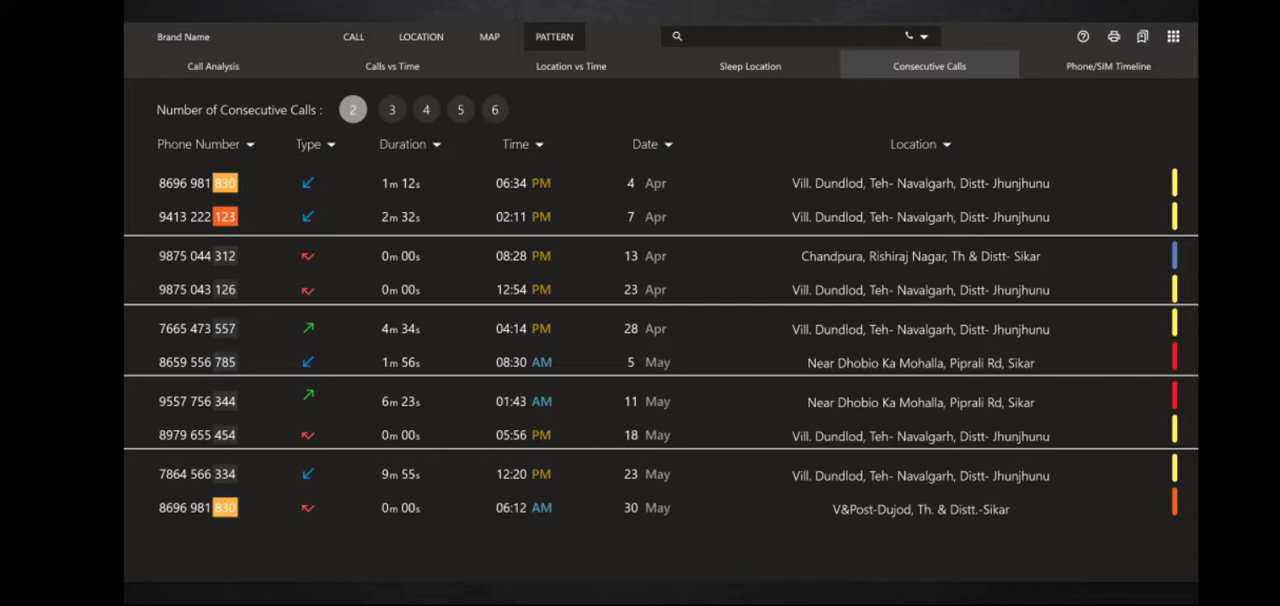 Brand Name CALL LOCATION MAP PATTERN
Call Analysis Calls vs Time Location vs Time Sleep Location Consecutive Calls Phone/SIM Timeline
Number of Consecutive Calls : 2 3 4 5 6
Phone Number Type Duration Time Date Location
8696 981 830 1m 12s 06:34 PM 4 Apr Vill. Dundlod, Teh- Navalgarh, Distt- Jhunjhunu
9413 222 123 2m 32s 02:11 PM 7 Apr Vill. Dundlod, Teh- Navalgarh, Distt- Jhunjhunu
9875 044 312 0m 00s 08:28 PM 13 Apr Chandpura, Rishiraj Nagar, Th & Distt- Sikar
9875 043 126 0m 00s 12:54 PM 23 Apr Vill. Dundlod, Teh- Navalgarh, Distt- Jhunjhunu
7665 473 557 4m 34s 04:14 PM 28 Apr Vill. Dundlod, Teh- Navalgarh, Distt- Jhunjhunu
8659 556 785 1m 56s 08:30 AM 5 May Near Dhobio Ka Mohalla, Piprali Rd, Sikar
9557 756 344 6m 23s 01:43 AM 11 May Near Dhobio Ka Mohalla, Piprali Rd, Sikar
8979 655 454 0m 00s 05:56 PM 18 May Vill. Dundlod, Teh- Navalgarh, Distt- Jhunjhunu
7864 566 334 9m 55s 12:20 PM 23 May Vill. Dundlod, Teh- Navalgarh, Distt- Jhunjhunu
8696 981 830 0m 00s 06:12 AM 30 May V&Post-Dujod, Th. & Distt.-Sikar